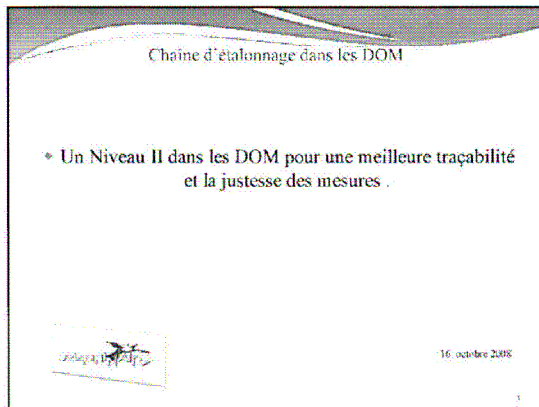 Chaine d'étalonnage dans les DOM
Un Niveau II dans les DOM pour une meilleure traçabilité
et la justesse des mesures .
16 octobre 2008